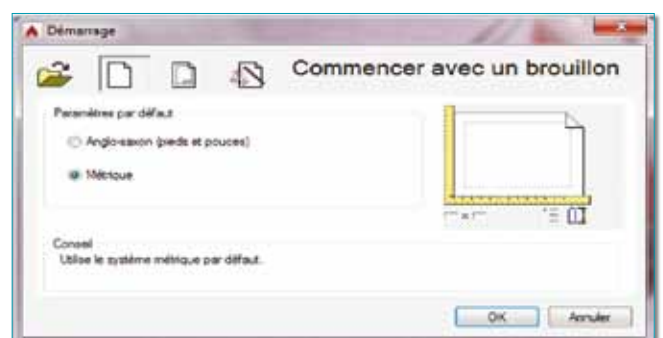 Démarrage
Commencer avec un brouillon
Paramètres par défaut
Anglo-saxon (pieds et pouces)
Métrique
Conseil
Utilise le système métrique par défaut.
OK
Annuler